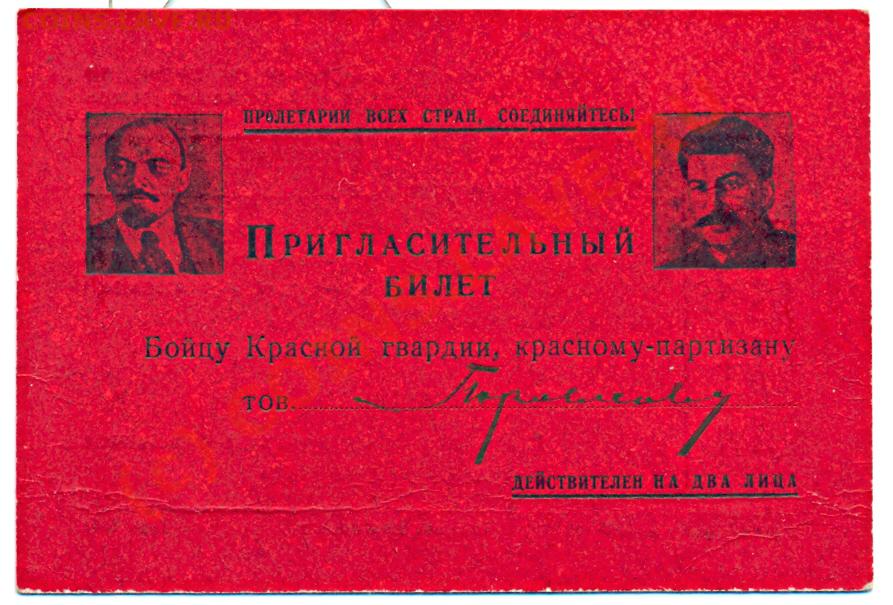 COINS.LAVE.RU
ПРОЛЕТАРИИ ВСЕХ СТРАН, СОЕДИНЯЙТЕСЬ!
ПРИГЛАСИТЕЛЬНЫЙ
БИЛЕТ
Бойцу Красной гвардии, красному-партизану
тов.
ДЕЙСТВИТЕЛЕН НА ДВА ЛИЦА